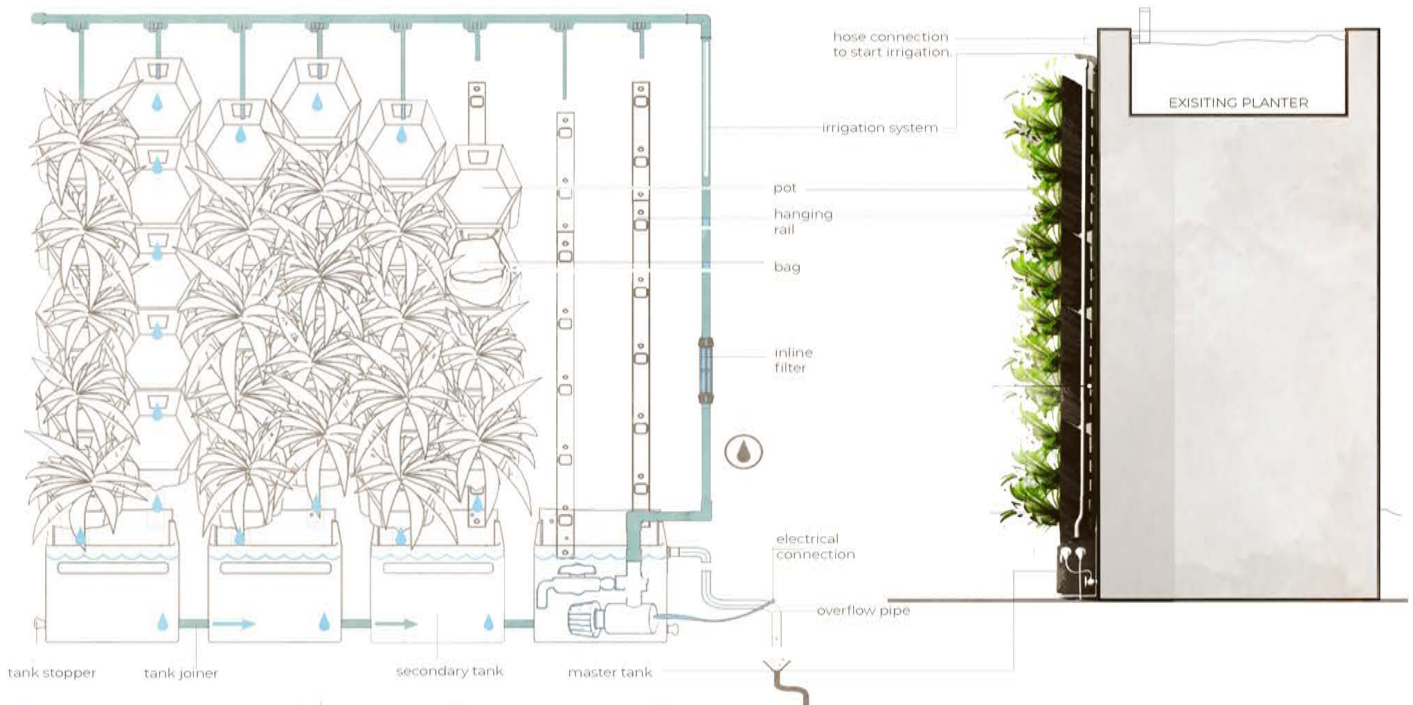 hose connection
to start irrigation.
EXISITING PLANTER
irrigation system
pot
hanging
rail
bag
inline
filter
electrical
connection
overflow pipe
tank stopper
tank joiner
secondary tank
master tank